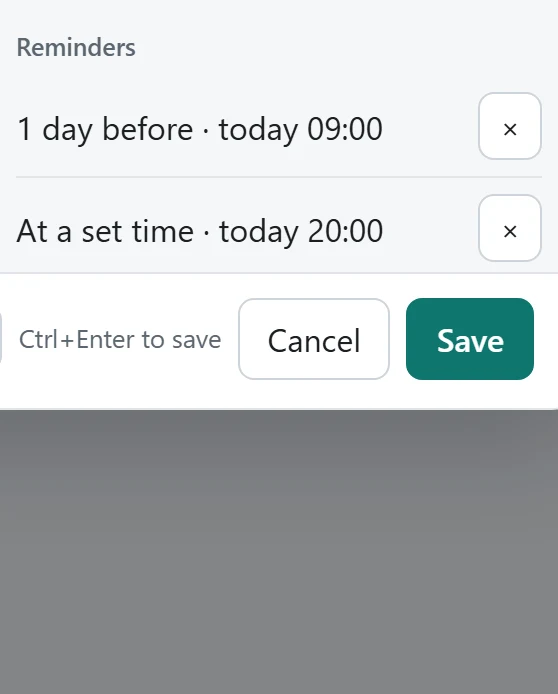 Reminders
1 day before · today 09:00 ×
At a set time · today 20:00 ×
Ctrl+Enter to save Cancel Save